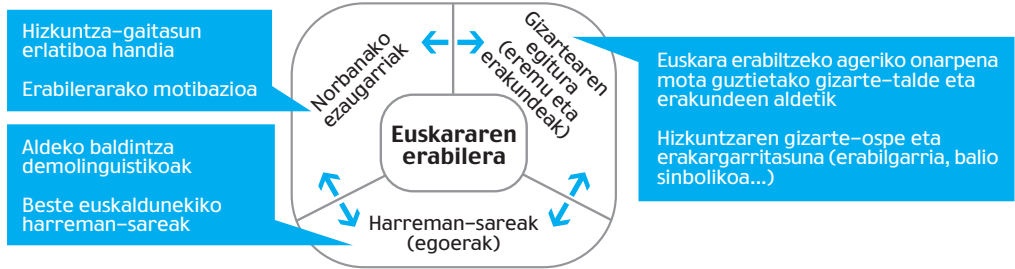 Hizkuntza-gaitasun
erlatiboa handia
Erabilerarako motibazioa
Aldeko baldintza
demolinguistikoak
Beste euskaldunekiko
harreman-sareak
Norbanako
ezaugarriak
Gizartearen
egitura
(eremu eta
erakundeak)
Euskararen
erabilera
Harreman-sareak
(egoerak)
Euskara erabiltzeko ageriko onarpena
mota guztietako gizarte-talde eta
erakundeen aldetik
Hizkuntzaren gizarte-ospe eta
erakargarritasuna (erabilgarria, balio
sinbolikoa...)